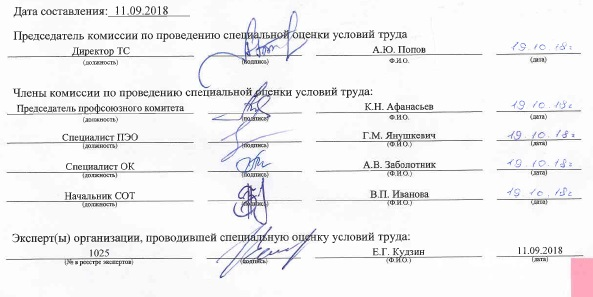 Дата составления: 11.09.2018
Председатель комиссии по проведению специальной оценки условий труда
Директор ТС А.Ю. Попов 19.10.18г
(должность) (подпись) Ф.И.О. (дата)
Члены комиссии по проведению специальной оценки условий труда:
Председатель профсоюзного комитета К.Н. Афанасьев 19.10.18г
(должность) (подпись) Ф.И.О. (дата)
Специалист ПЭО Г.М. Янушкевич 19.10.18г
(должность) (подпись) (Ф.И.О.) (дата)
Специалист ОК А.В. Заболотник 19.10.18г
(должность) (подпись) (Ф.И.О.) (дата)
Начальник СОТ В.П. Иванова 19.10.18г
(должность) (подпись) (Ф.И.О.) (дата)
Эксперт(ы) организации, проводившей специальную оценку условий труда:
1025 Е.Г. Кудзин 11.09.2018
(№ в реестре экспертов) (подпись) (Ф.И.О.) (дата)